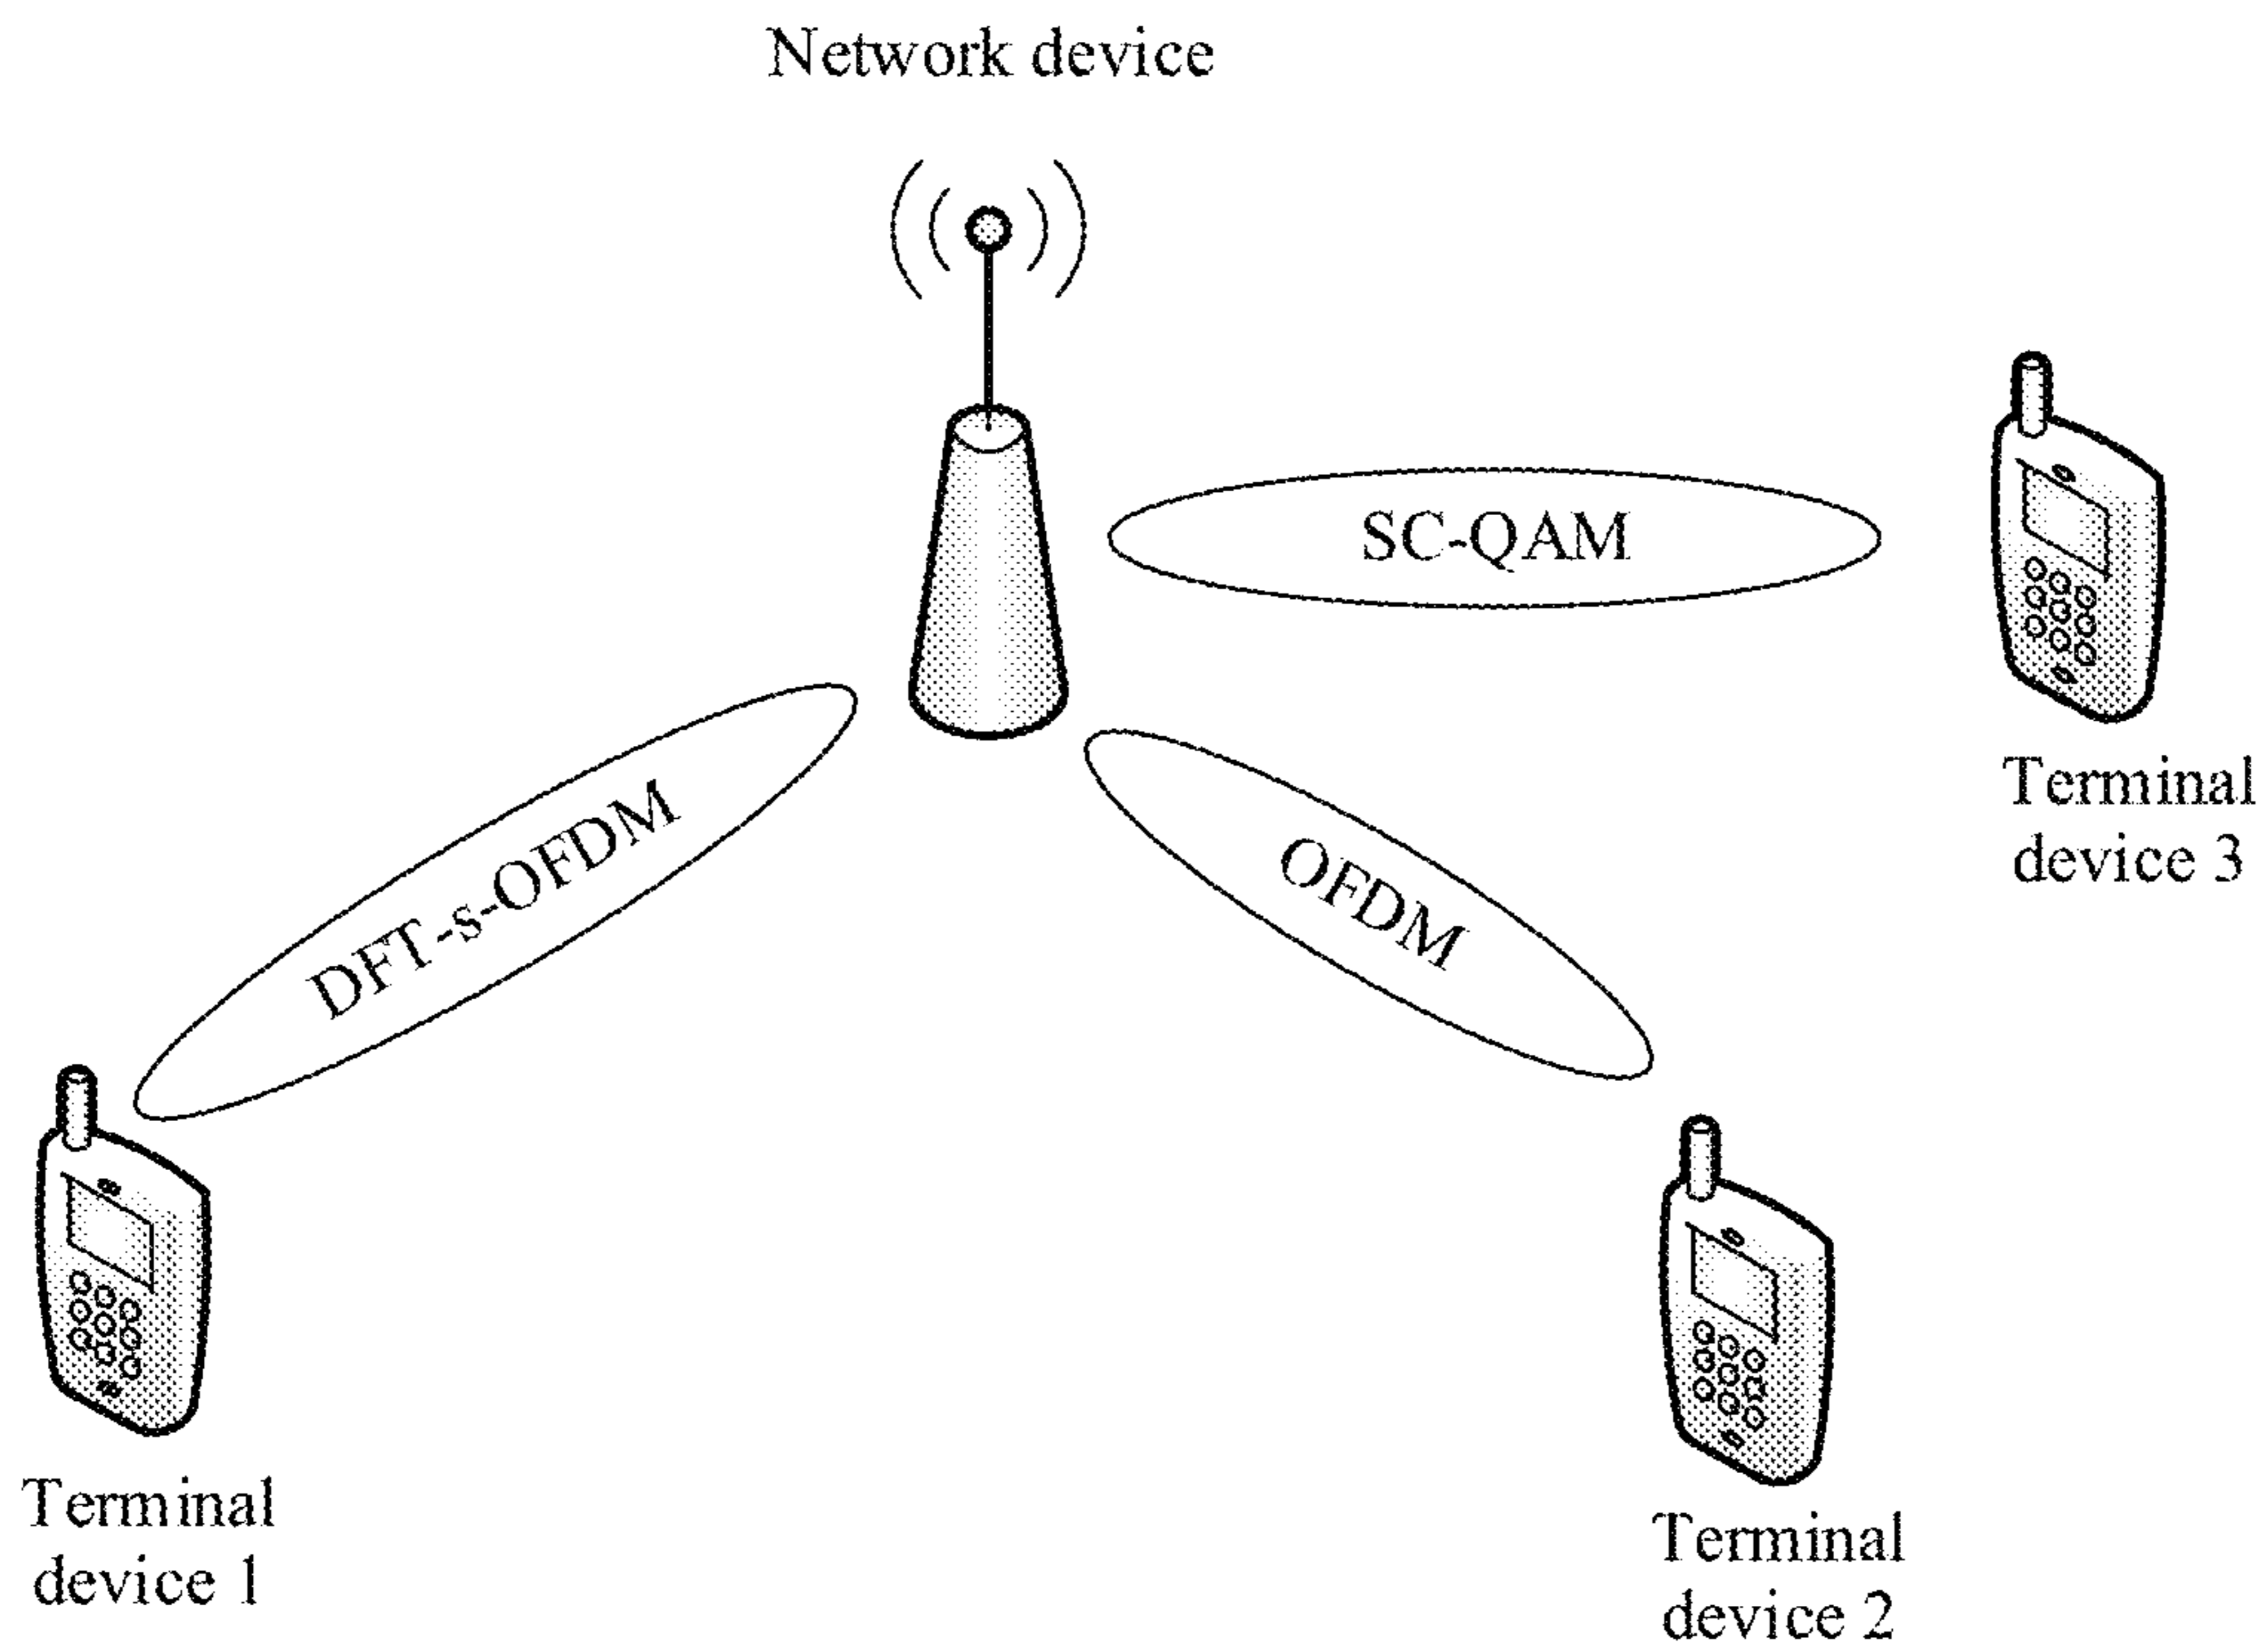 Network device
SC-QAM
Terminal
device 3
DFT-s-OFDM
OFDM
Terminal
device 1
Terminal
device 2